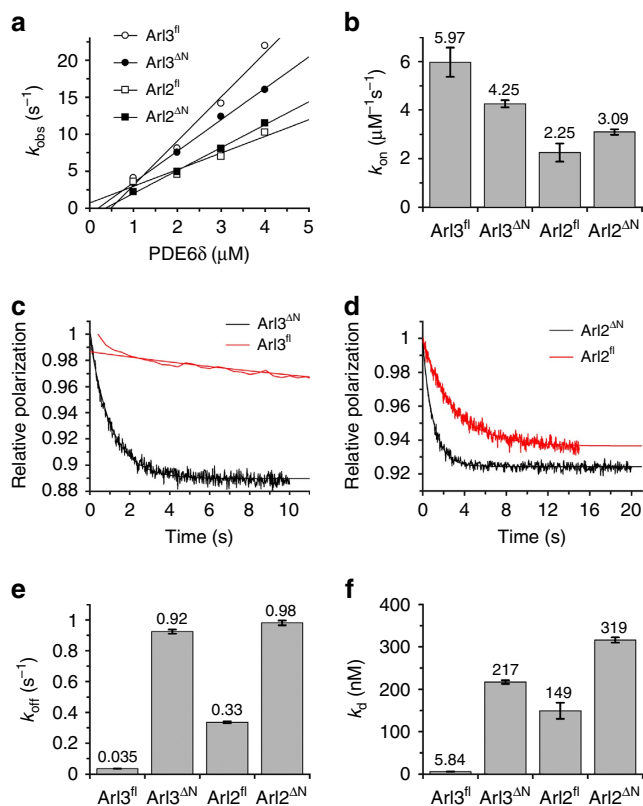 a
Arl3^fl
Arl3^ΔN
Arl2^fl
Arl2^ΔN
k_obs (s⁻¹)
20
15
10
5
0
0 1 2 3 4 5
PDE6δ (μM)
b
k_on (μM⁻¹s⁻¹)
6
4
2
0
5.97
4.25
2.25
3.09
Arl3^fl Arl3^ΔN Arl2^fl Arl2^ΔN
c
Arl3^ΔN
Arl3^fl
Relative polarization
1
0.98
0.96
0.92
0.9
0.88
0 2 4 6 8 10
Time (s)
d
Arl2^ΔN
Arl2^fl
Relative polarization
1
0.98
0.96
0.94
0.92
0 4 8 12 16 20
Time (s)
e
k_off (s⁻¹)
1
0.8
0.6
0.4
0.2
0
0.035
0.92
0.33
0.98
Arl3^fl Arl3^ΔN Arl2^fl Arl2^ΔN
f
k_d (nM)
300
200
150
0
5.84
217
149
319
Arl3^fl Arl3^ΔN Arl2^fl Arl2^ΔN